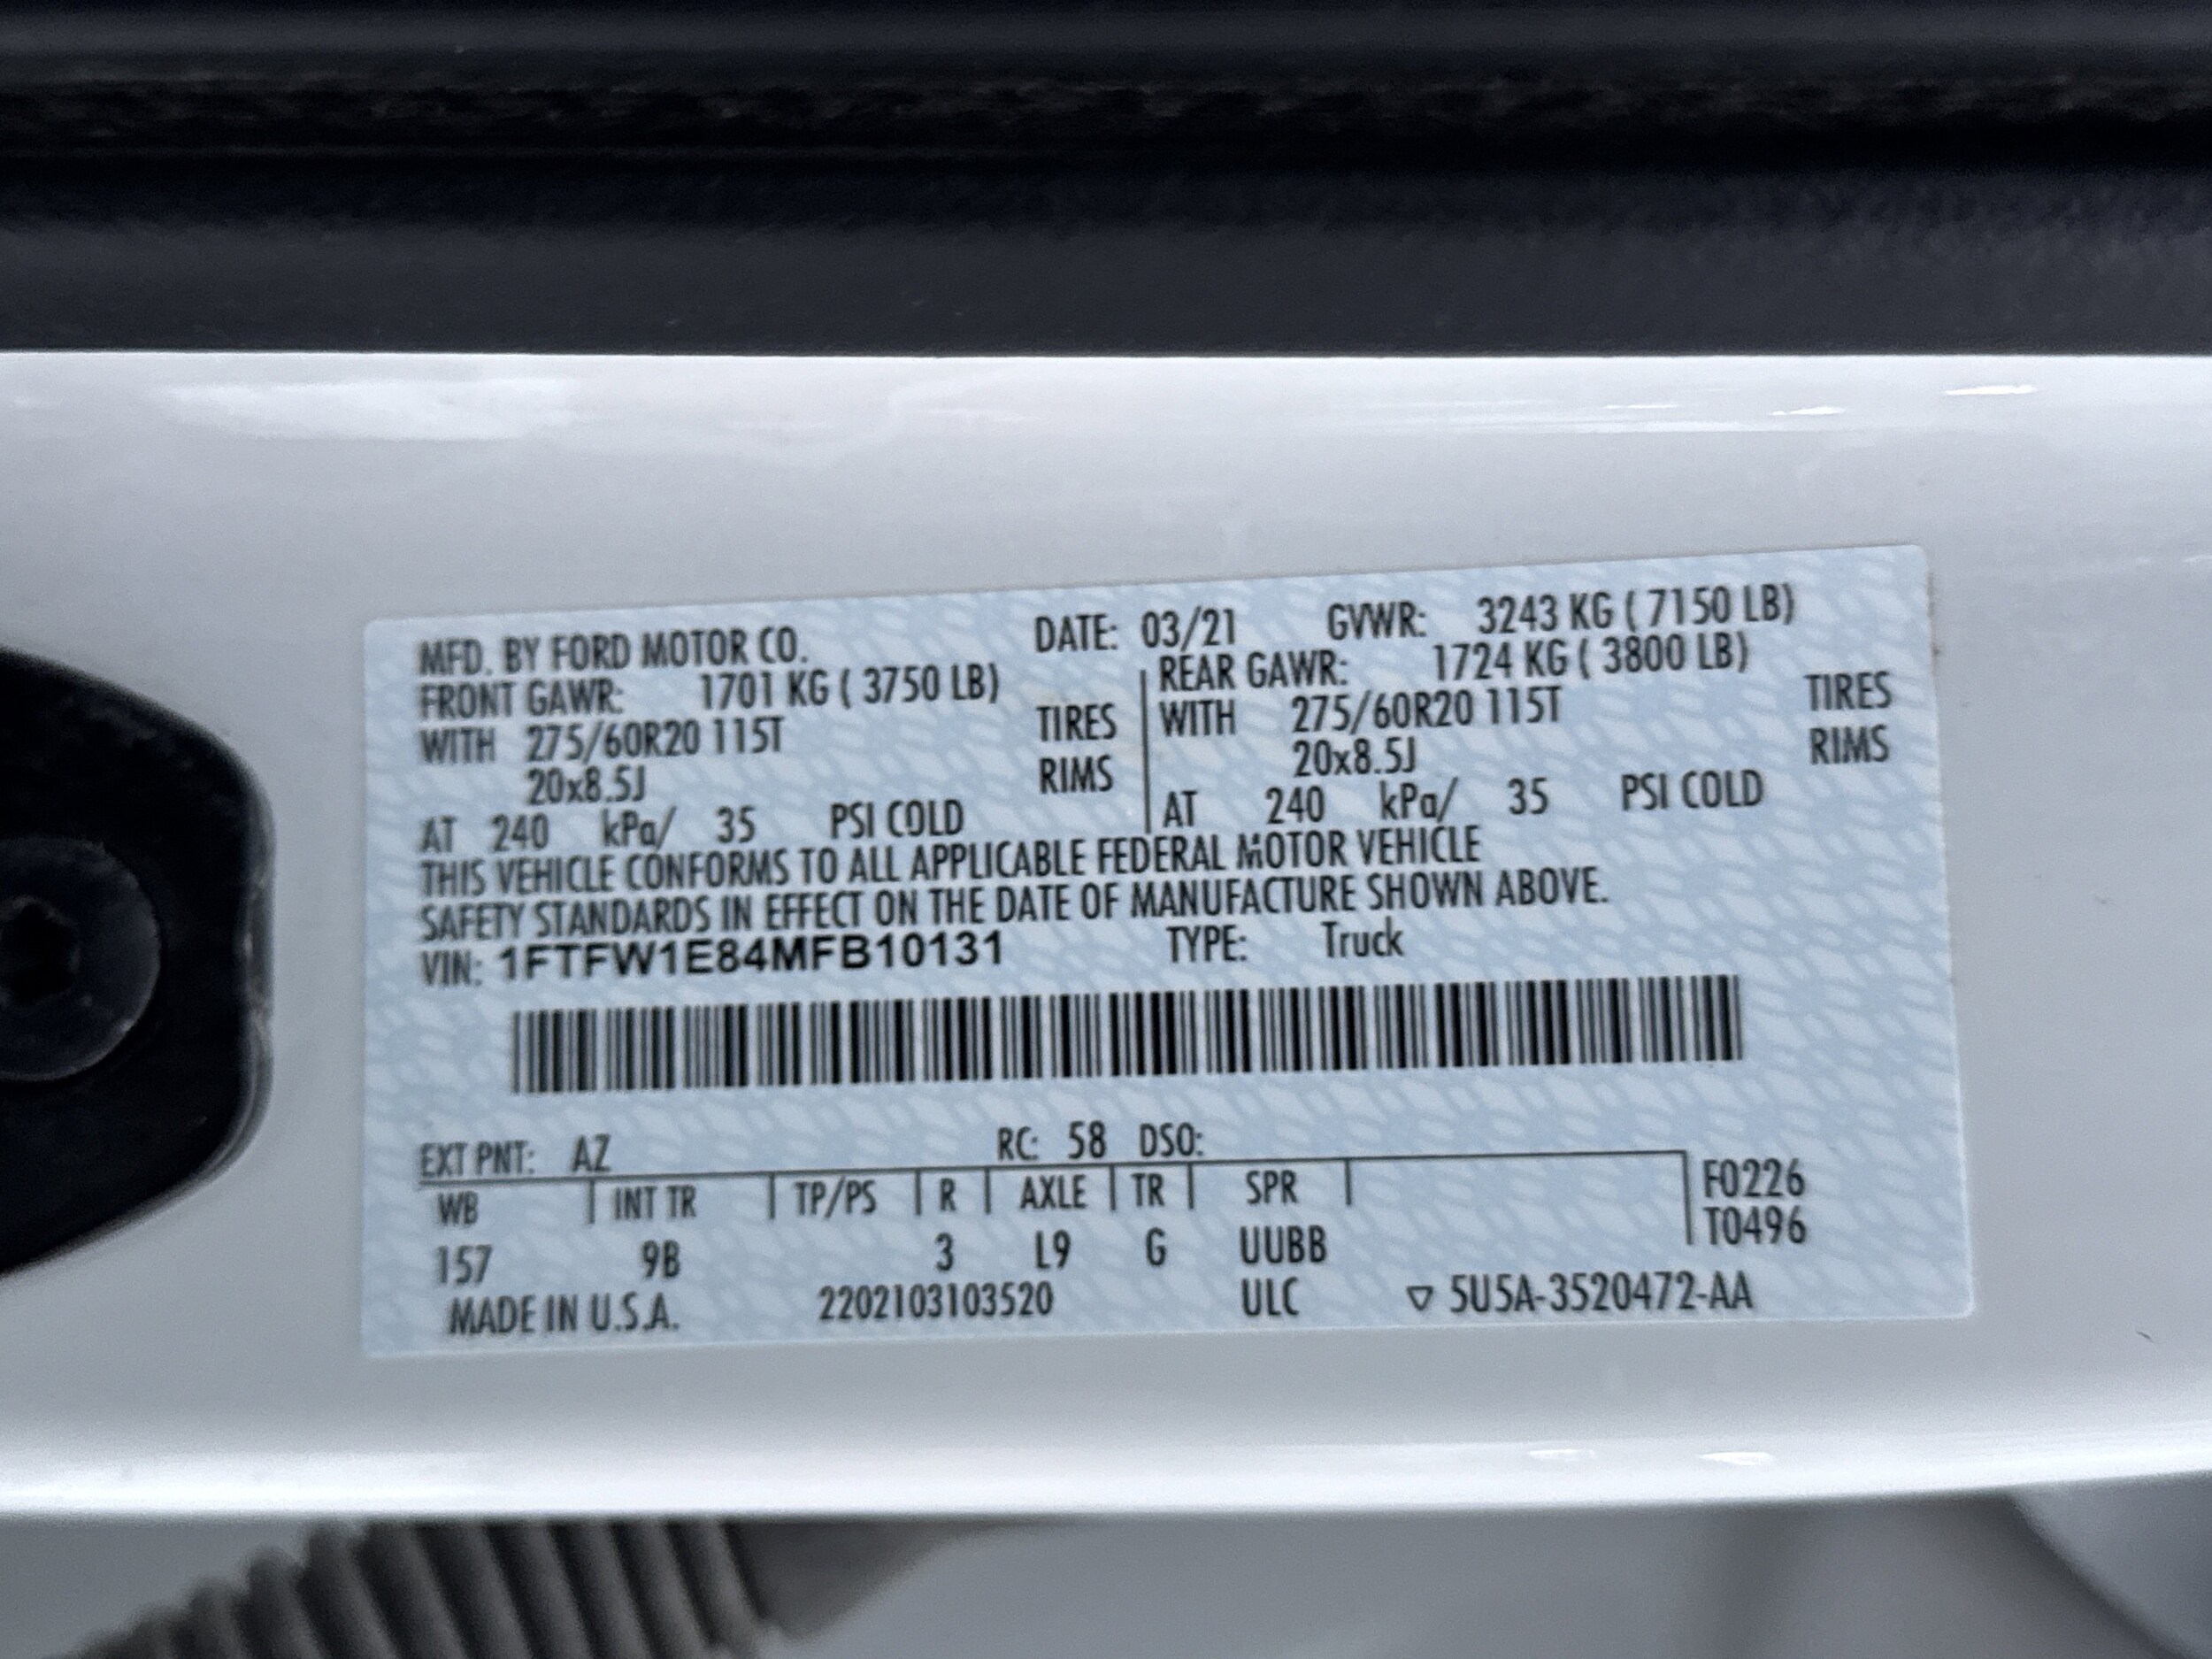 MFD. BY FORD MOTOR CO. DATE: 03/21 GVWR: 3243 KG ( 7150 LB)
FRONT GAWR: 1701 KG ( 3750 LB) REAR GAWR: 1724 KG ( 3800 LB)
WITH 275/60R20 115T TIRES WITH 275/60R20 115T TIRES
20x8.5J RIMS 20x8.5J RIMS
AT 240 kPa/ 35 PSI COLD AT 240 kPa/ 35 PSI COLD
THIS VEHICLE CONFORMS TO ALL APPLICABLE FEDERAL MOTOR VEHICLE
SAFETY STANDARDS IN EFFECT ON THE DATE OF MANUFACTURE SHOWN ABOVE.
VIN: 1FTFW1E84MFB10131 TYPE: Truck
EXT PNT: AZ RC: 58 DSO:
WB INT TR TP/PS R AXLE TR SPR F0226
T0496
157 9B 3 L9 G UUBB
MADE IN U.S.A. 2202103103520 ULC ▽ 5U5A-3520472-AA